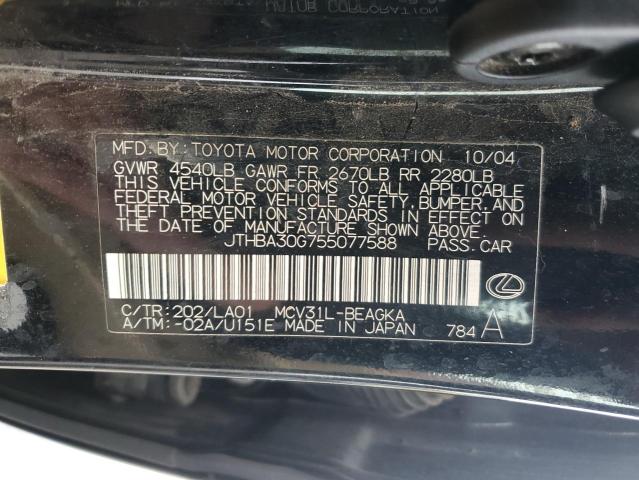 MFD. BY: TOYOTA MOTOR CORPORATION 10/04
GVWR 4540LB GAWR FR 2670LB RR 2280LB
THIS VEHICLE CONFORMS TO ALL APPLICABLE
FEDERAL MOTOR VEHICLE SAFETY, BUMPER, AND
THEFT PREVENTION STANDARDS IN EFFECT ON
THE DATE OF MANUFACTURE SHOWN ABOVE.
JTHBA30G755077588 PASS. CAR
C/TR: 202/LA01 MCV31L-BEAGKA
A/TM: -02A/U151E MADE IN JAPAN 784 A